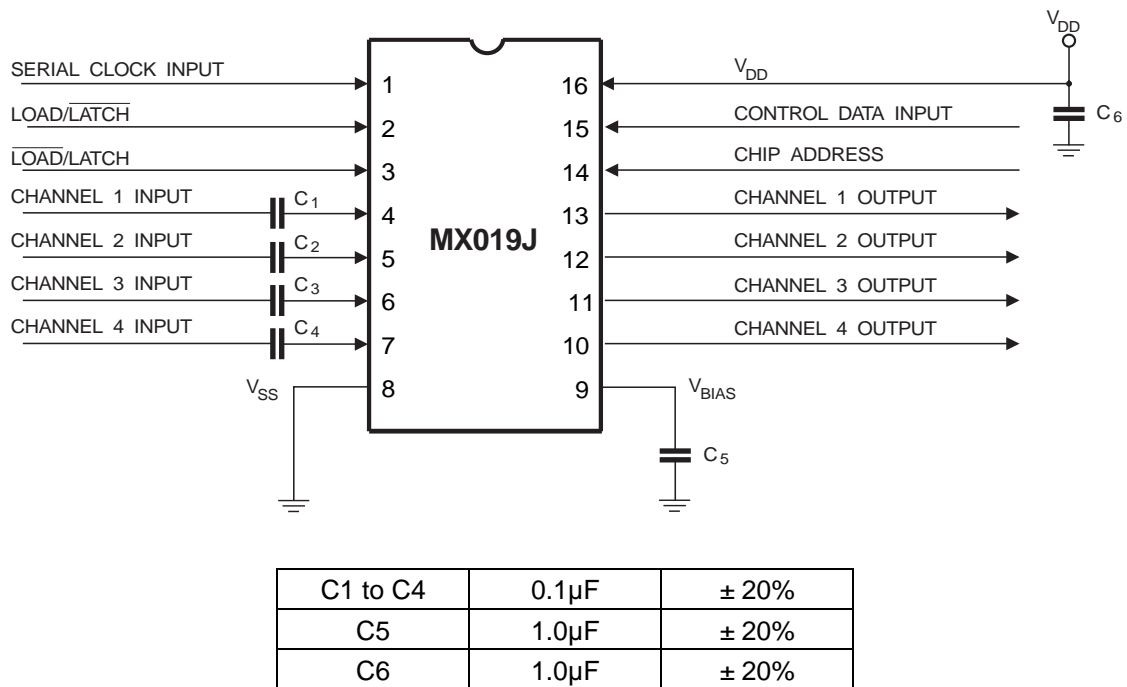 V_DD
SERIAL CLOCK INPUT
1
16
V_DD
LOAD/L̅A̅T̅C̅H̅
2
15
CONTROL DATA INPUT
C6
L̅O̅A̅D̅/LATCH
3
14
CHIP ADDRESS
CHANNEL 1 INPUT
C1
4
13
CHANNEL 1 OUTPUT
CHANNEL 2 INPUT
C2
5
MX019J
12
CHANNEL 2 OUTPUT
CHANNEL 3 INPUT
C3
6
11
CHANNEL 3 OUTPUT
CHANNEL 4 INPUT
C4
7
10
CHANNEL 4 OUTPUT
V_SS
8
9
V_BIAS
C5
C1 to C4 0.1µF ± 20%
C5 1.0µF ± 20%
C6 1.0µF ± 20%